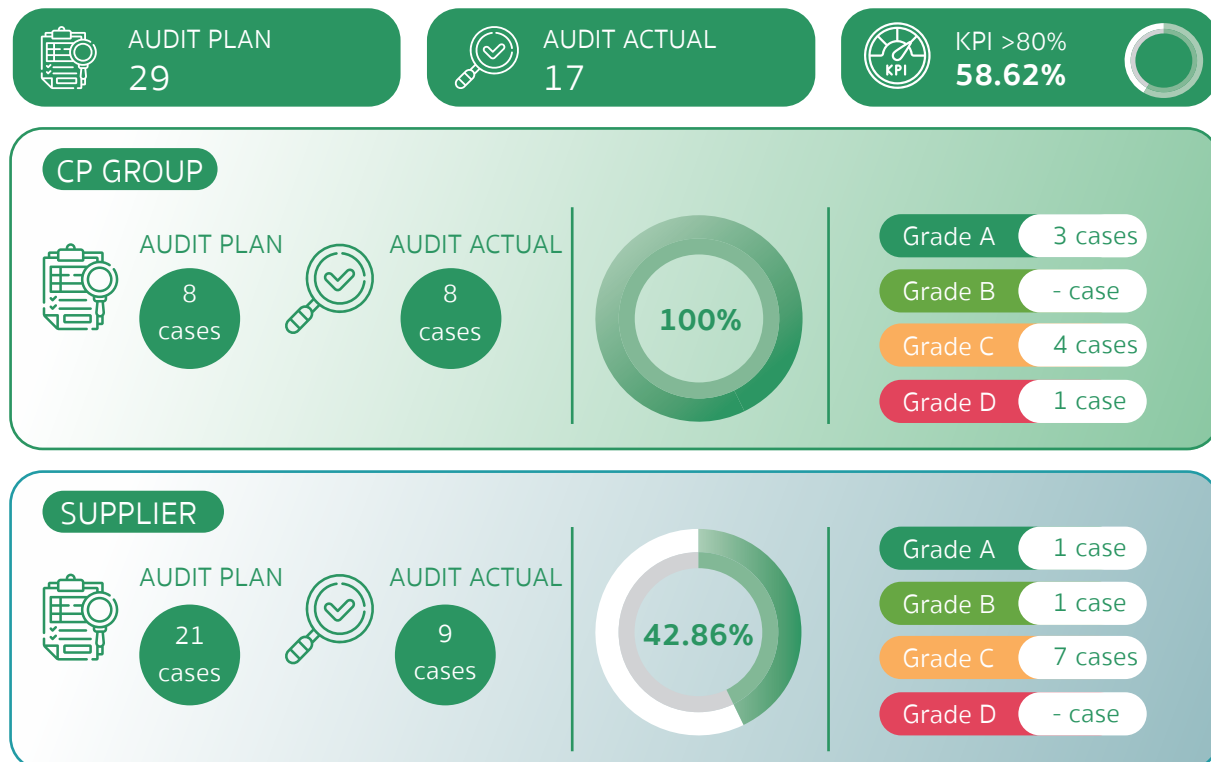 AUDIT PLAN
29
AUDIT ACTUAL
17
KPI
KPI >80%
58.62%
CP GROUP
AUDIT PLAN
8
cases
AUDIT ACTUAL
8
cases
100%
Grade A 3 cases
Grade B - case
Grade C 4 cases
Grade D 1 case
SUPPLIER
AUDIT PLAN
21
cases
AUDIT ACTUAL
9
cases
42.86%
Grade A 1 case
Grade B 1 case
Grade C 7 cases
Grade D - case